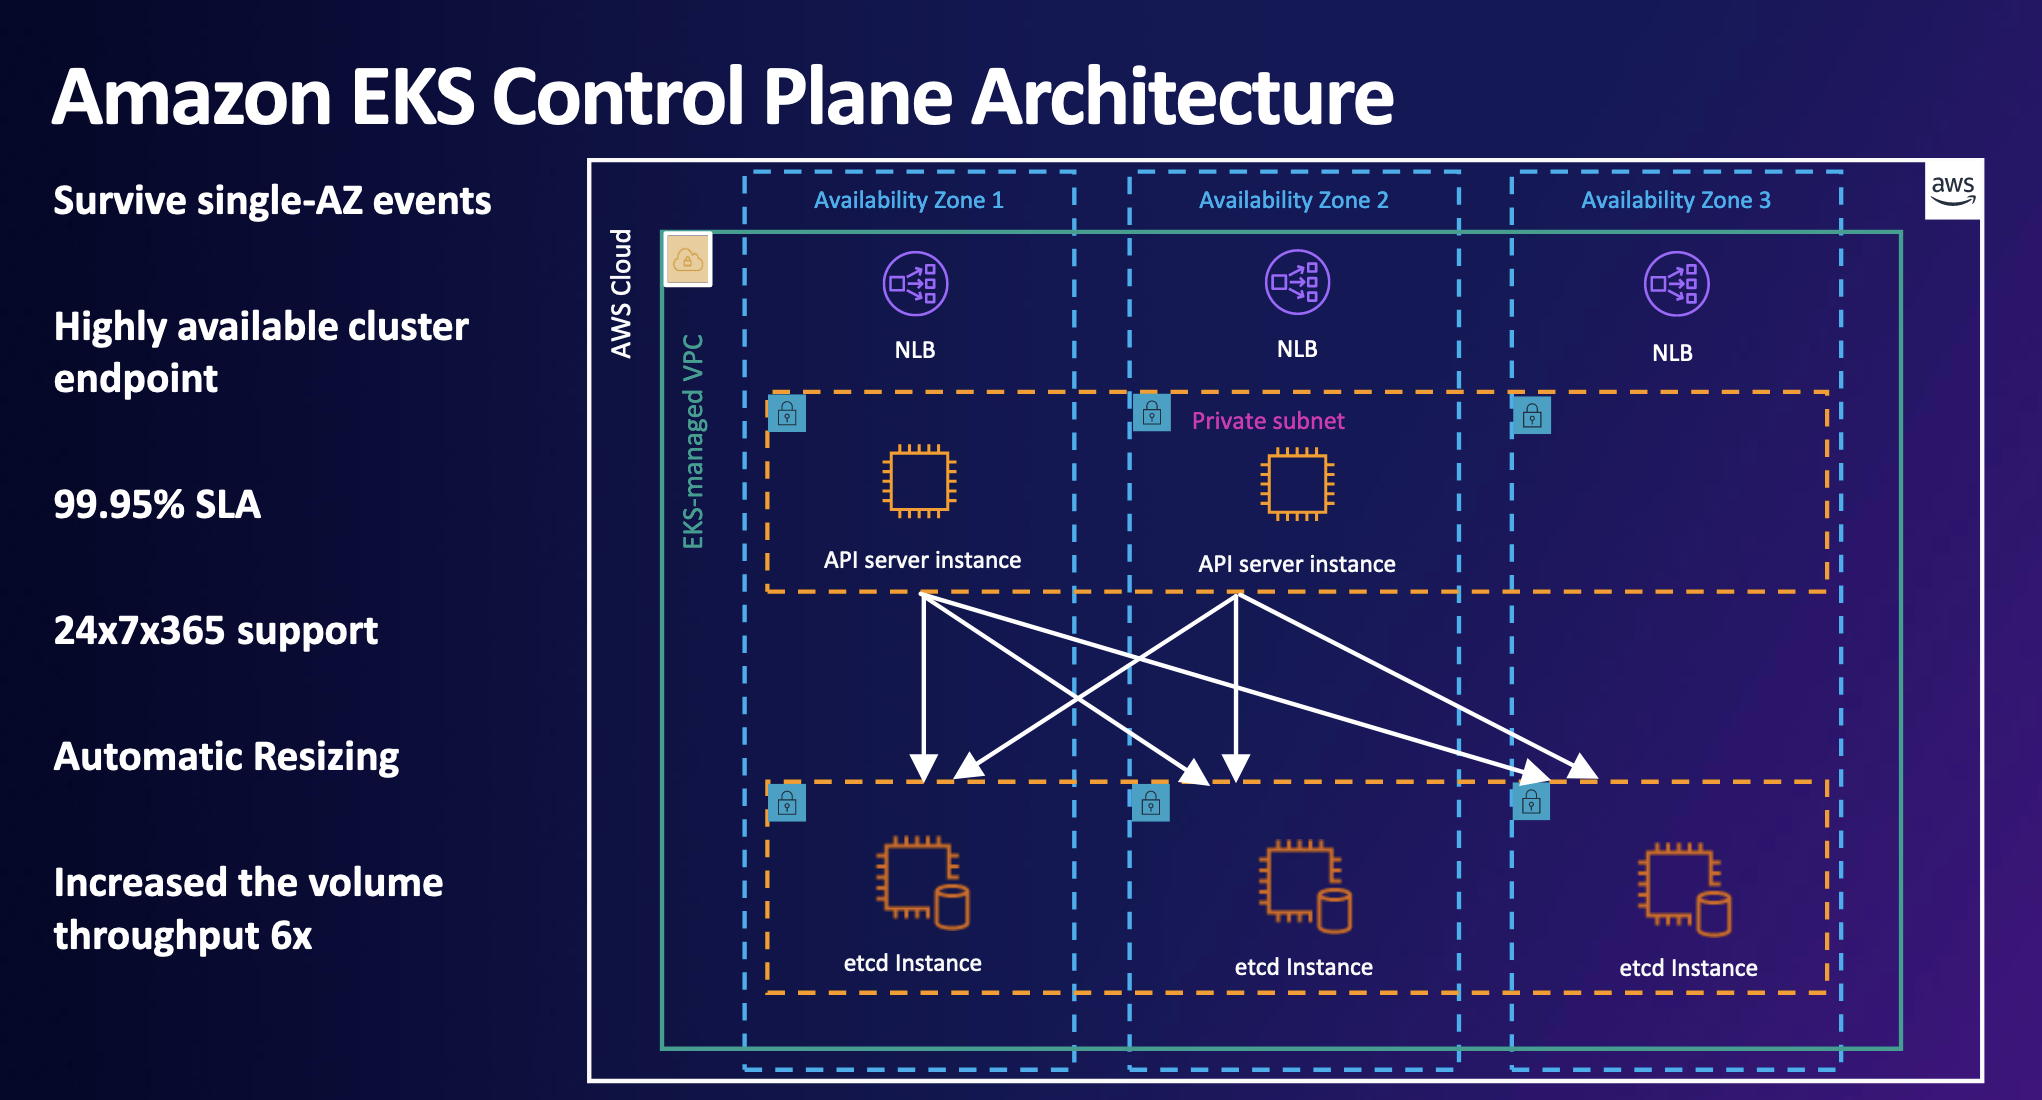 Amazon EKS Control Plane Architecture
Survive single-AZ events
Highly available cluster
endpoint
99.95% SLA
24x7x365 support
Automatic Resizing
Increased the volume
throughput 6x
aws
AWS Cloud
EKS-managed VPC
Availability Zone 1
Availability Zone 2
Availability Zone 3
NLB
NLB
NLB
Private subnet
API server instance
API server instance
etcd Instance
etcd Instance
etcd Instance